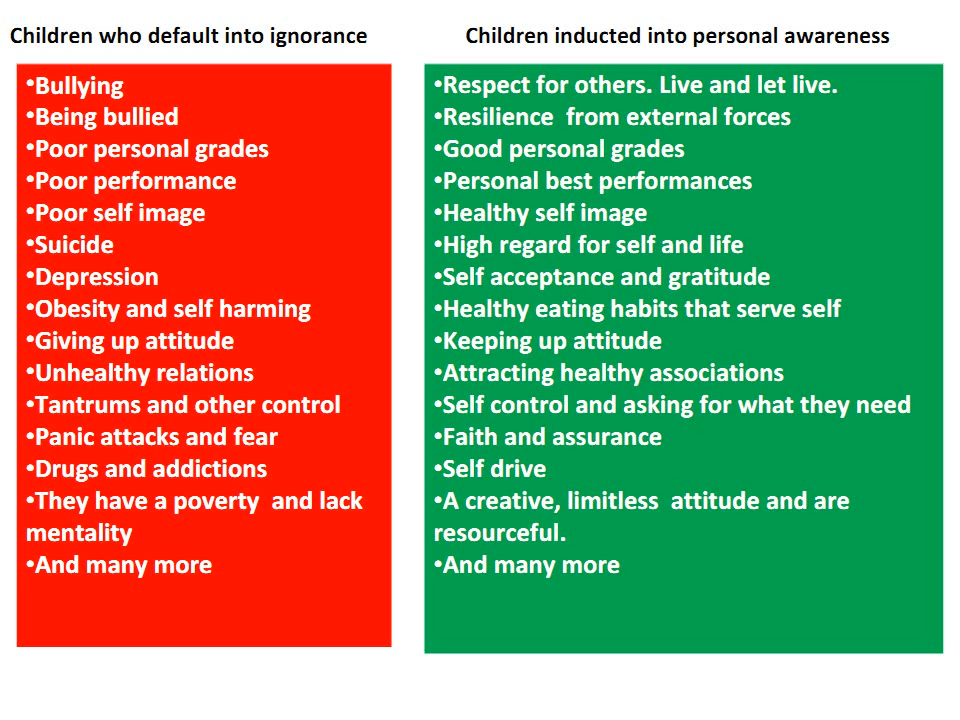 Children who default into ignorance
•Bullying
•Being bullied
•Poor personal grades
•Poor performance
•Poor self image
•Suicide
•Depression
•Obesity and self harming
•Giving up attitude
•Unhealthy relations
•Tantrums and other control
•Panic attacks and fear
•Drugs and addictions
•They have a poverty  and lack
mentality
•And many more
Children inducted into personal awareness
•Respect for others. Live and let live.
•Resilience  from external forces
•Good personal grades
•Personal best performances
•Healthy self image
•High regard for self and life
•Self acceptance and gratitude
•Healthy eating habits that serve self
•Keeping up attitude
•Attracting healthy associations
•Self control and asking for what they need
•Faith and assurance
•Self drive
•A creative, limitless  attitude and are
resourceful.
•And many more